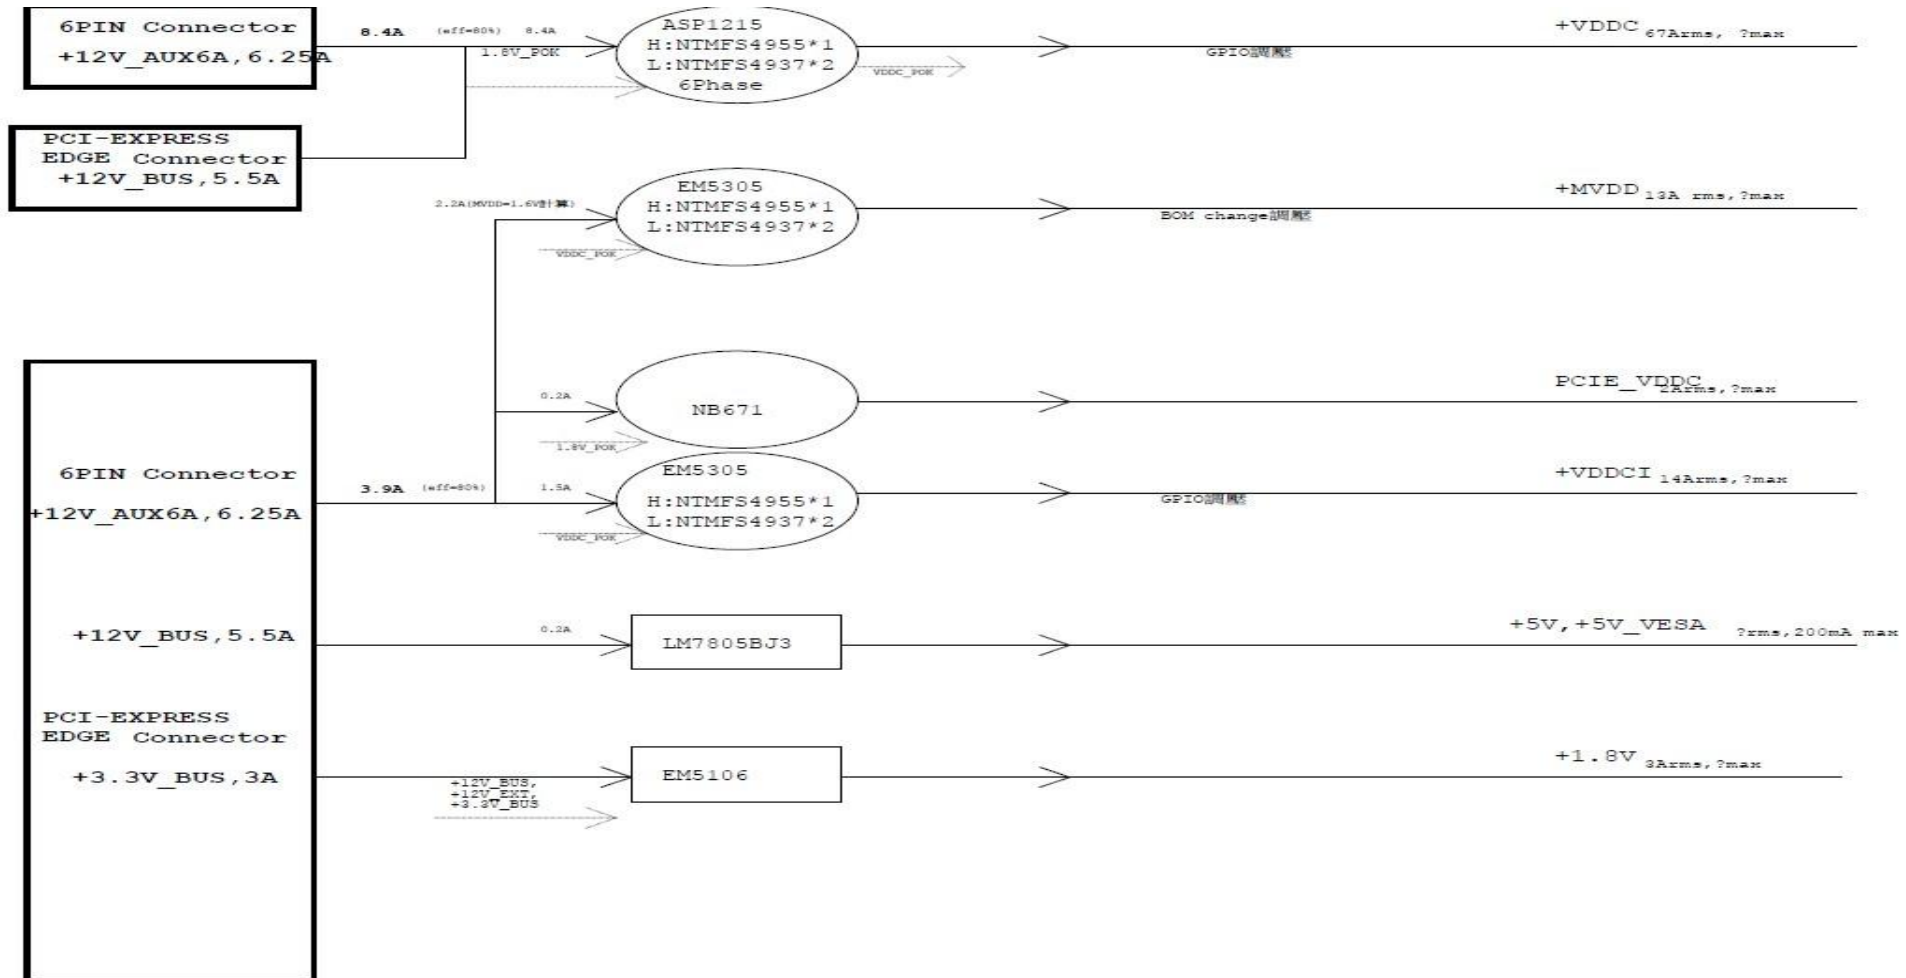 6PIN Connector
+12V_AUX6A,6.25A
8.4A (eff=80%) 8.4A
1.8V_POK
ASP1215
H:NTMFS4955*1
L:NTMFS4937*2
6Phase
VDDC_POK
GPIO調壓
+VDDC 67Arms, ?max
PCI-EXPRESS
EDGE Connector
+12V_BUS,5.5A
2.2A(MVDD=1.6V計算)
VDDC_POK
EM5305
H:NTMFS4955*1
L:NTMFS4937*2
BOM change調壓
+MVDD 13A rms,?max
0.2A
1.8V_POK
NB671
PCIE_VDDC 2Arms,?max
6PIN Connector
+12V_AUX6A,6.25A
3.9A (eff=80%) 1.5A
VDDC_POK
EM5305
H:NTMFS4955*1
L:NTMFS4937*2
GPIO調壓
+VDDCI 14Arms,?max
+12V_BUS,5.5A
0.2A
LM7805BJ3
+5V,+5V_VESA ?rms,200mA max
PCI-EXPRESS
EDGE Connector
+3.3V_BUS,3A
+12V_BUS,
+12V_EXT,
+3.3V_BUS
EM5106
+1.8V 3Arms,?max